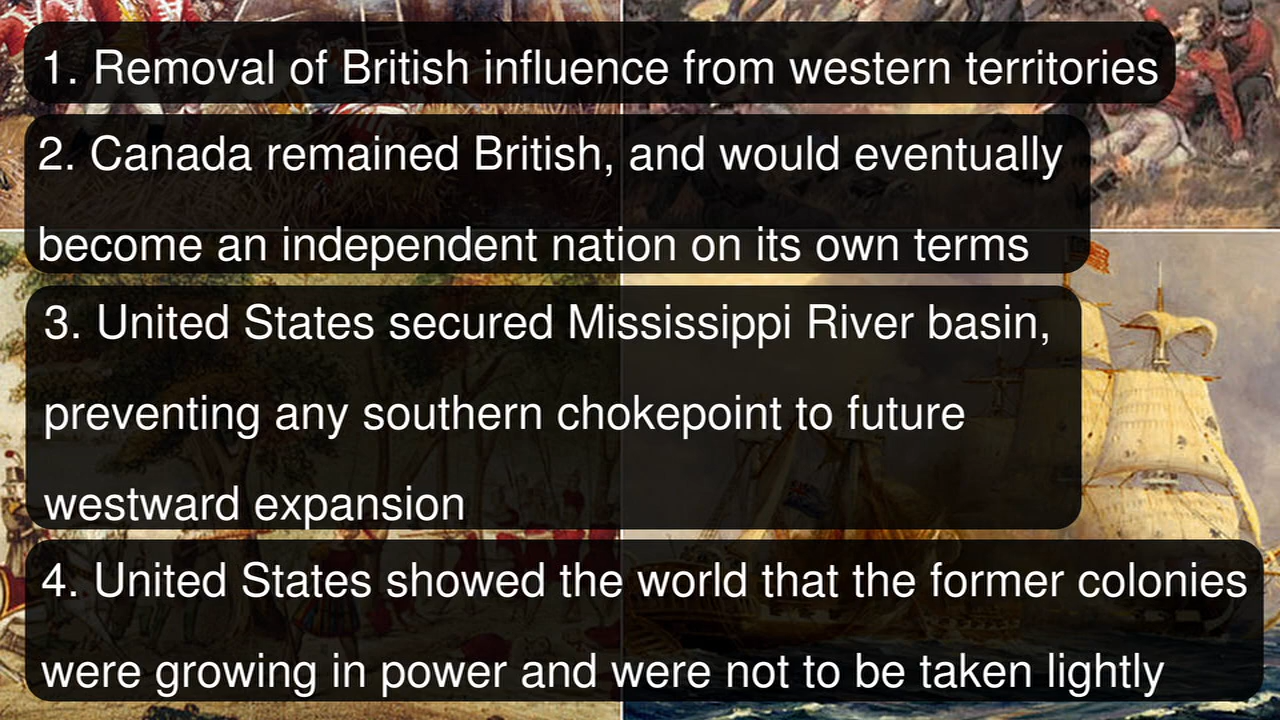 1. Removal of British influence from western territories
2. Canada remained British, and would eventually
become an independent nation on its own terms
3. United States secured Mississippi River basin,
preventing any southern chokepoint to future
westward expansion
4. United States showed the world that the former colonies
were growing in power and were not to be taken lightly